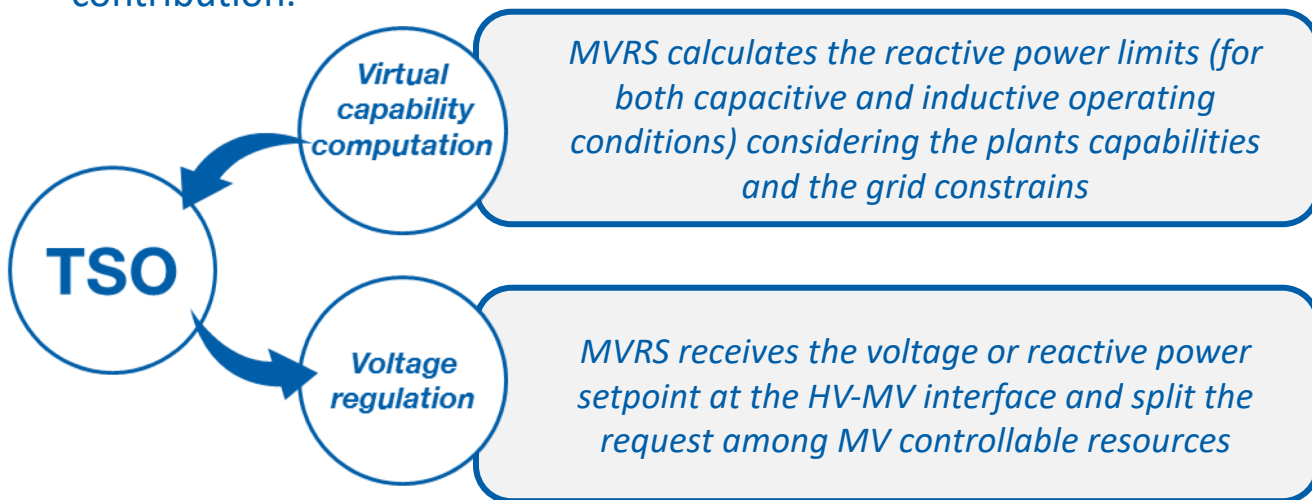 contribution.
Virtual
capability
computation
MVRS calculates the reactive power limits (for
both capacitive and inductive operating
conditions) considering the plants capabilities
and the grid constrains
TSO
Voltage
regulation
MVRS receives the voltage or reactive power
setpoint at the HV-MV interface and split the
request among MV controllable resources